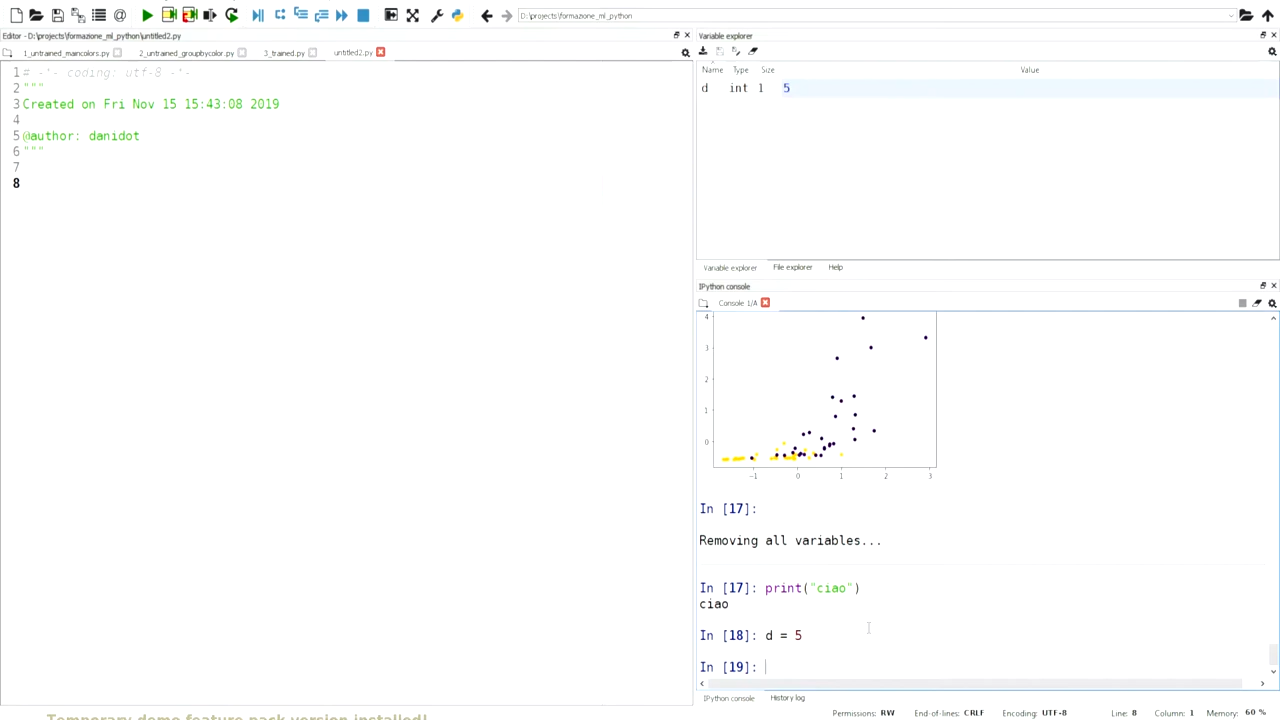 D:\projects\formazione_ml_python
Editor - D:\projects\formazione_ml_python\untitled2.py
1_untrained_maincolors.py
2_untrained_groupbycolor.py
3_trained.py
untitled2.py
1 # -*- coding: utf-8 -*-
2 """
3 Created on Fri Nov 15 15:43:08 2019
4
5 @author: danidot
6 """
7
8
Variable explorer
Name Type Size Value
d int 1 5
Variable explorer File explorer Help
IPython console
Console 1/A
4
3
2
1
0
−1 0 1 2 3
In [17]:
Removing all variables...
In [17]: print("ciao")
ciao
In [18]: d = 5
In [19]:
IPython console History log
Temporary demo feature pack version installed!
Permissions: RW End-of-lines: CRLF Encoding: UTF-8 Line: 8 Column: 1 Memory: 60 %